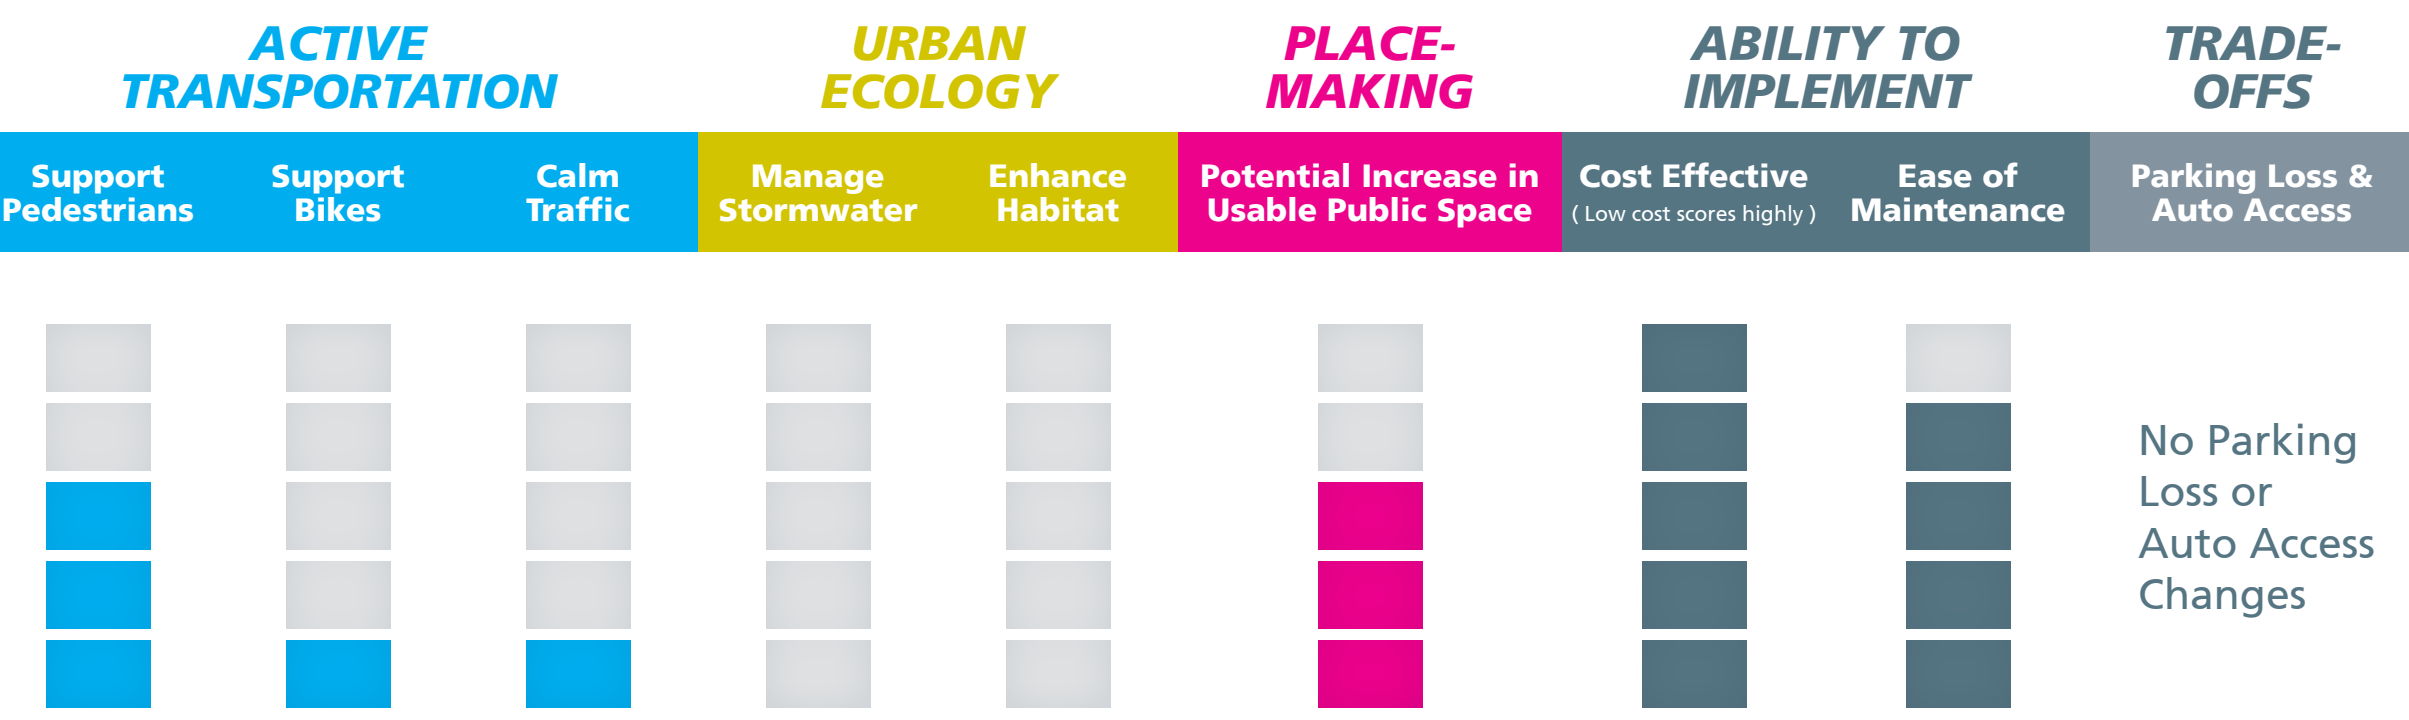 ACTIVE
TRANSPORTATION
URBAN
ECOLOGY
PLACE-
MAKING
ABILITY TO
IMPLEMENT
TRADE-
OFFS
Support
Pedestrians
Support
Bikes
Calm
Traffic
Manage
Stormwater
Enhance
Habitat
Potential Increase in
Usable Public Space
Cost Effective
( Low cost scores highly )
Ease of
Maintenance
Parking Loss &
Auto Access
No Parking
Loss or
Auto Access
Changes